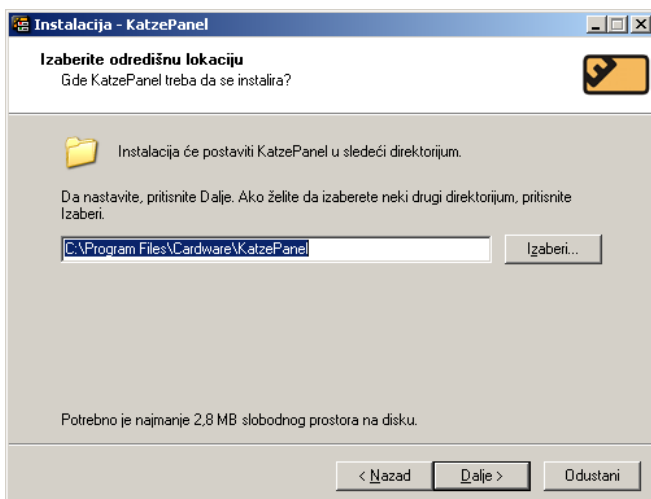 Instalacija - KatzePanel
Izaberite odredišnu lokaciju
Gde KatzePanel treba da se instalira?
Instalacija će postaviti KatzePanel u sledeći direktorijum.
Da nastavite, pritisnite Dalje. Ako želite da izaberete neki drugi direktorijum, pritisnite
Izaberi.
C:\Program Files\Cardware\KatzePanel
Izaberi...
Potrebno je najmanje 2,8 MB slobodnog prostora na disku.
< Nazad
Dalje >
Odustani